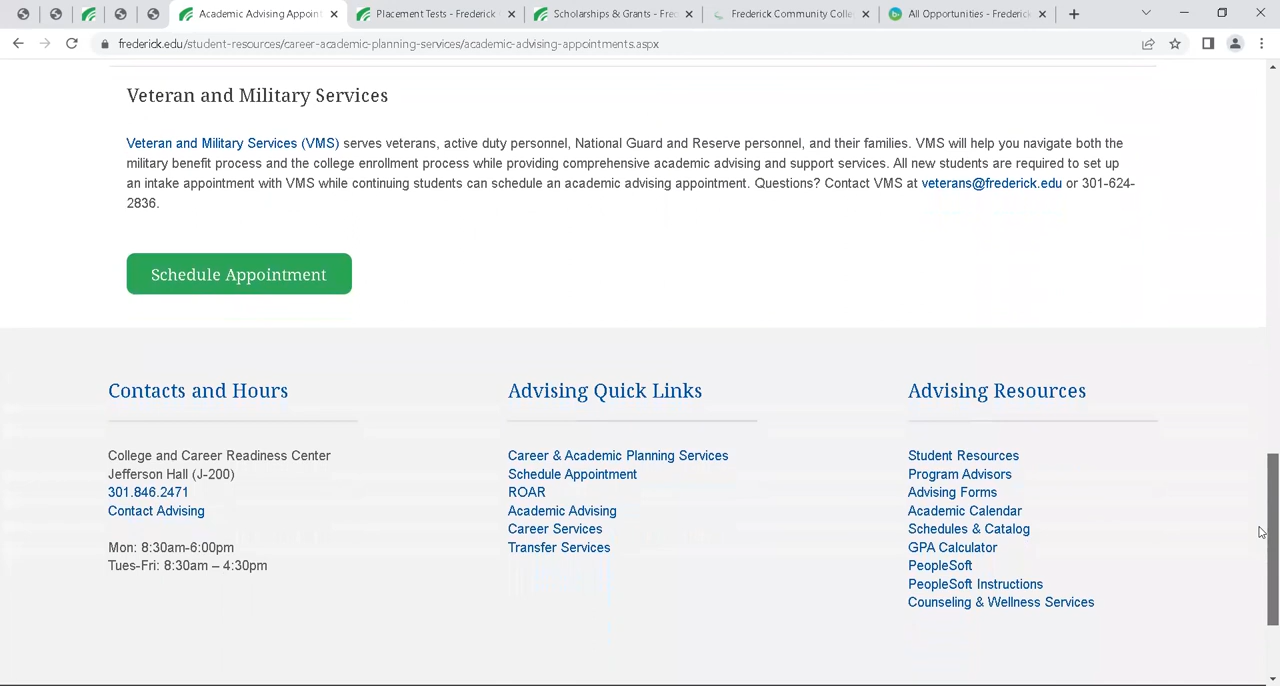 Academic Advising Appoint
Placement Tests - Frederick
Scholarships & Grants - Fre
Frederick Community Colle
All Opportunities - Frederic
frederick.edu/student-resources/career-academic-planning-services/academic-advising-appointments.aspx
Veteran and Military Services
Veteran and Military Services (VMS) serves veterans, active duty personnel, National Guard and Reserve personnel, and their families. VMS will help you navigate both the
military benefit process and the college enrollment process while providing comprehensive academic advising and support services. All new students are required to set up
an intake appointment with VMS while continuing students can schedule an academic advising appointment. Questions? Contact VMS at veterans@frederick.edu or 301-624-
2836.
Schedule Appointment
Contacts and Hours
College and Career Readiness Center
Jefferson Hall (J-200)
301.846.2471
Contact Advising
Mon: 8:30am-6:00pm
Tues-Fri: 8:30am – 4:30pm
Advising Quick Links
Career & Academic Planning Services
Schedule Appointment
ROAR
Academic Advising
Career Services
Transfer Services
Advising Resources
Student Resources
Program Advisors
Advising Forms
Academic Calendar
Schedules & Catalog
GPA Calculator
PeopleSoft
PeopleSoft Instructions
Counseling & Wellness Services